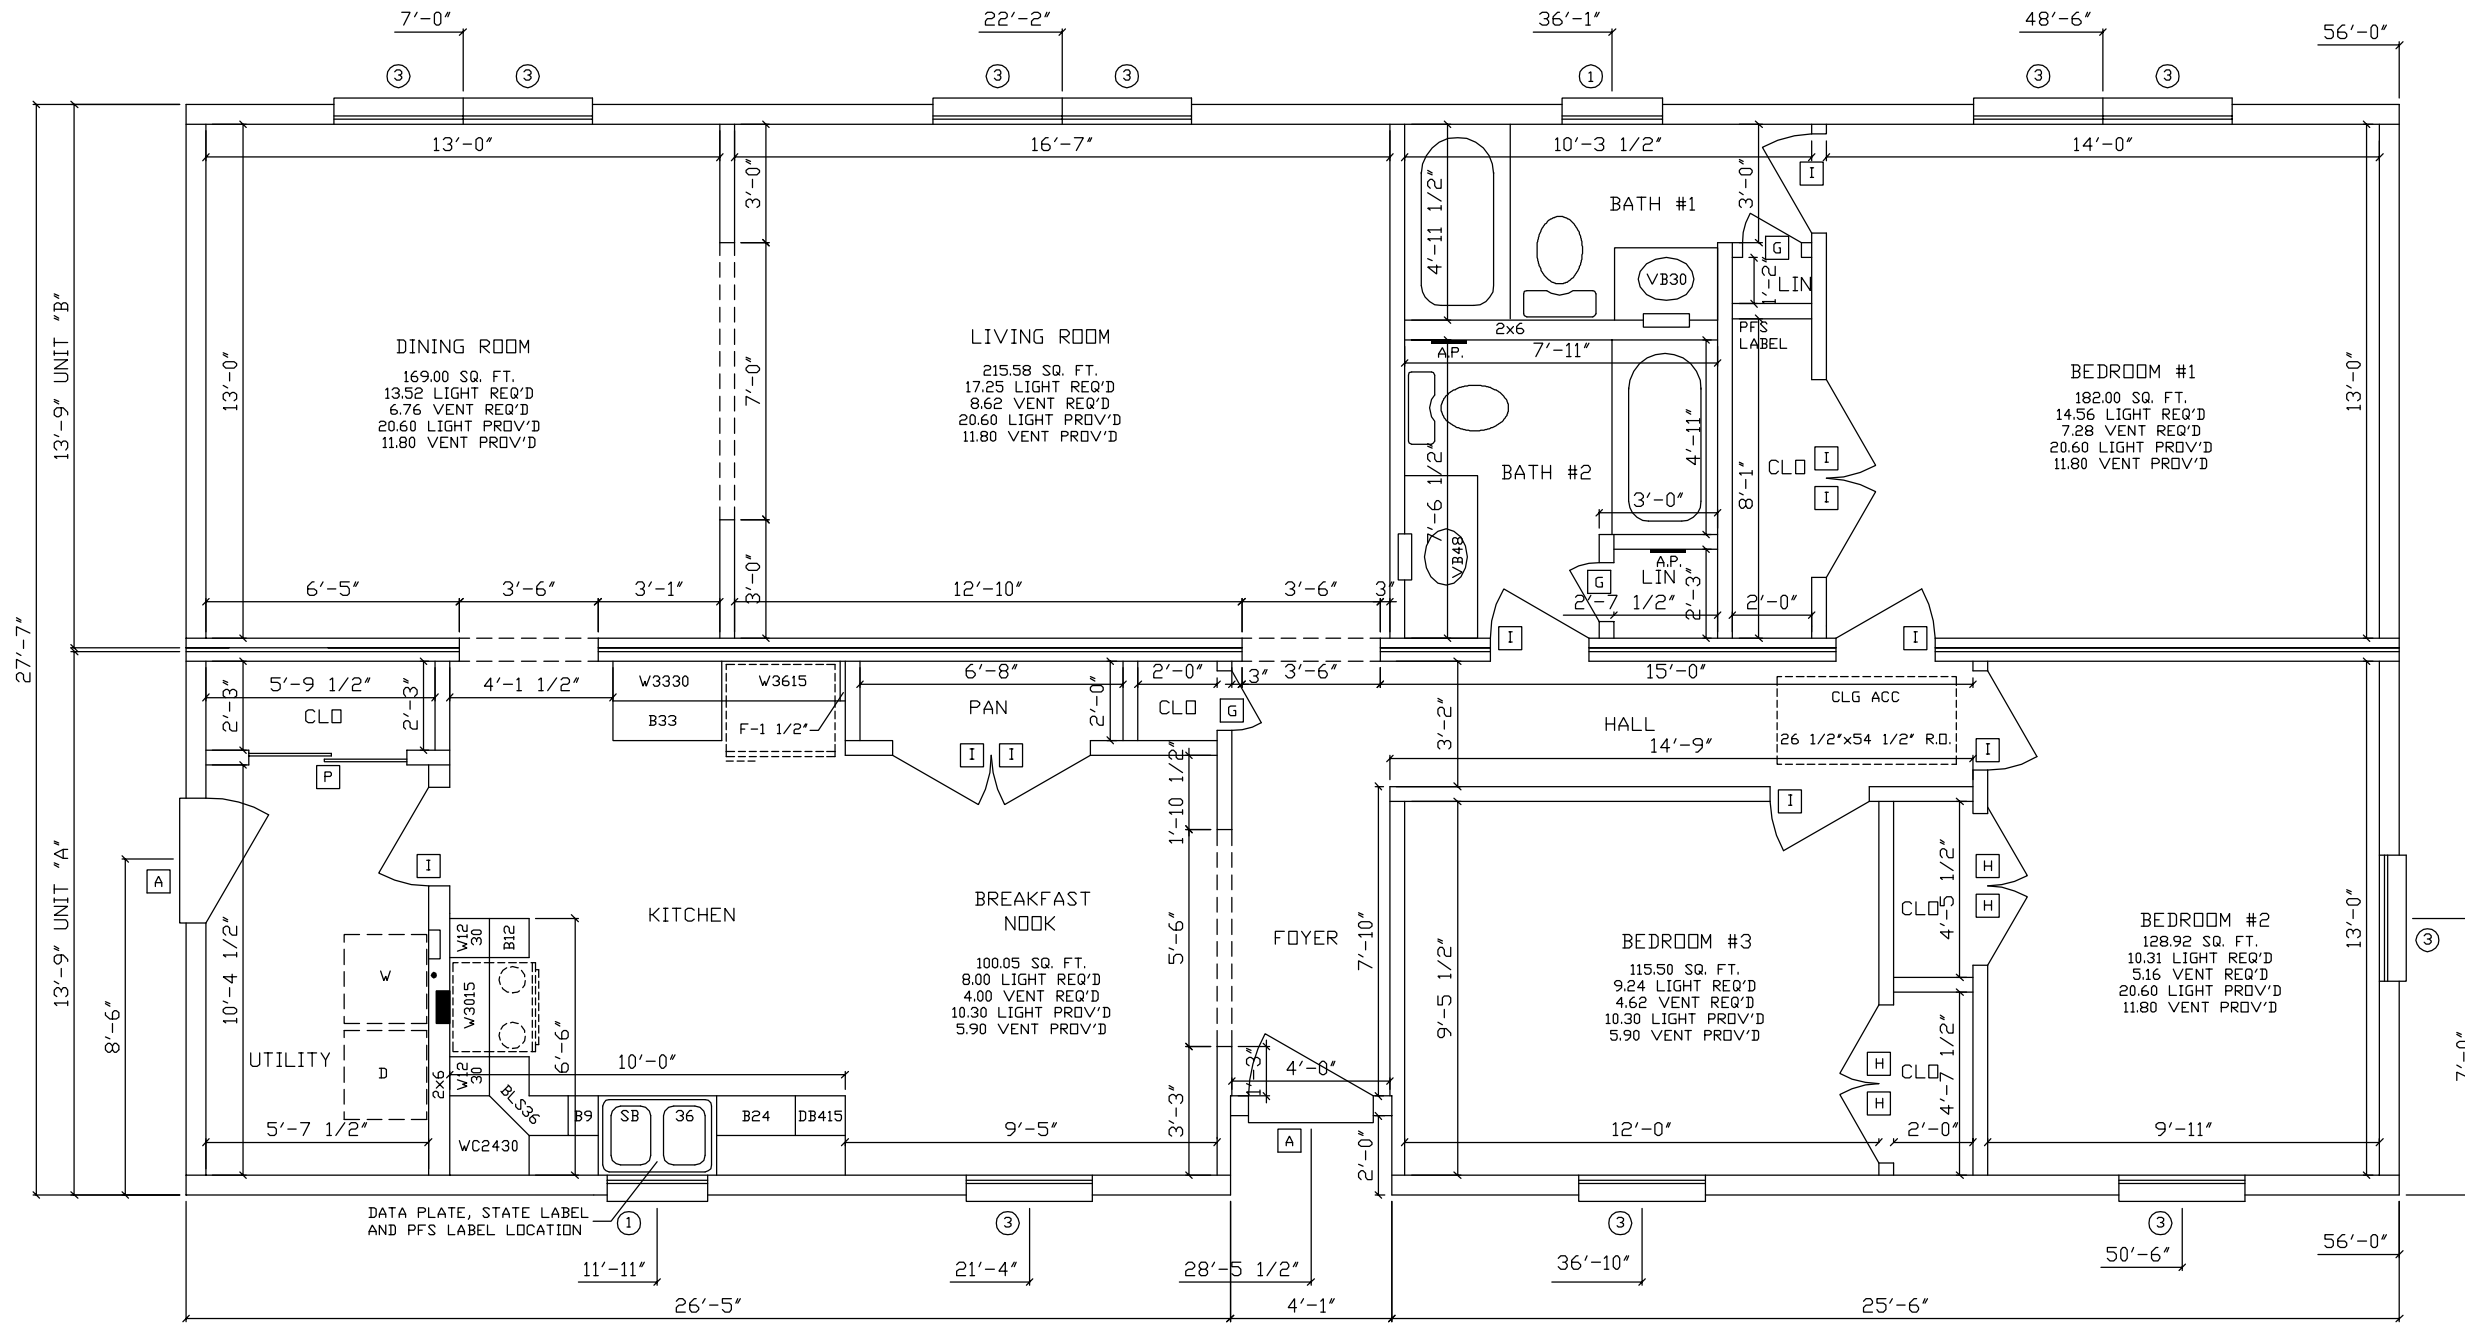 7'-0"
22'-2"
36'-1"
48'-6"
56'-0"
3
3
3
3
1
3
3
13'-0"
16'-7"
10'-3 1/2"
14'-0"
3'-0"
4'-11 1/2"
3'-0"
I
BATH #1
G
1'-2"
LIN
VB30
2x6
PFS
LABEL
A.P.
7'-11"
27'-7"
13'-9" UNIT "B"
13'-0"
DINING ROOM
169.00 SQ. FT.
13.52 LIGHT REQ'D
6.76 VENT REQ'D
20.60 LIGHT PROV'D
11.80 VENT PROV'D
7'-0"
LIVING ROOM
215.58 SQ. FT.
17.25 LIGHT REQ'D
8.62 VENT REQ'D
20.60 LIGHT PROV'D
11.80 VENT PROV'D
BEDROOM #1
182.00 SQ. FT.
14.56 LIGHT REQ'D
7.28 VENT REQ'D
20.60 LIGHT PROV'D
11.80 VENT PROV'D
13'-0"
4'-11"
BATH #2
7'-6 1/2"
8'-1"
CLO
I
I
3'-0"
VB48
A.P.
G
LIN
2'-3"
2'-7 1/2"
2'-0"
6'-5"
3'-6"
3'-1"
3'-0"
12'-10"
3'-6"
3"
I
I
5'-9 1/2"
2'-3"
2'-3"
CLO
4'-1 1/2"
W3330
W3615
B33
F-1 1/2"
6'-8"
PAN
2'-0"
2'-0"
CLO
3"
3'-6"
G
15'-0"
CLG ACC
26 1/2"x54 1/2" R.O.
HALL
3'-2"
14'-9"
I
P
I
I
1'-10 1/2"
I
13'-9" UNIT "A"
A
8'-6"
I
10'-4 1/2"
KITCHEN
BREAKFAST
NOOK
100.05 SQ. FT.
8.00 LIGHT REQ'D
4.00 VENT REQ'D
10.30 LIGHT PROV'D
5.90 VENT PROV'D
5'-6"
FOYER
7'-10"
9'-5 1/2"
BEDROOM #3
115.50 SQ. FT.
9.24 LIGHT REQ'D
4.62 VENT REQ'D
10.30 LIGHT PROV'D
5.90 VENT PROV'D
CLO
4'-5 1/2"
H
H
BEDROOM #2
128.92 SQ. FT.
10.31 LIGHT REQ'D
5.16 VENT REQ'D
20.60 LIGHT PROV'D
11.80 VENT PROV'D
13'-0"
3
7'-0"
W12
30
B12
W
W3015
UTILITY
D
2x6
W12
30
6'-6"
10'-0"
BLS36
B9
SB
36
B24
DB415
WC2430
5'-7 1/2"
9'-5"
3'-3"
1'-3"
4'-0"
A
2'-0"
12'-0"
H
H
CLO
4'-7 1/2"
2'-0"
9'-11"
DATA PLATE, STATE LABEL
AND PFS LABEL LOCATION
1
3
3
3
11'-11"
21'-4"
28'-5 1/2"
36'-10"
50'-6"
56'-0"
26'-5"
4'-1"
25'-6"